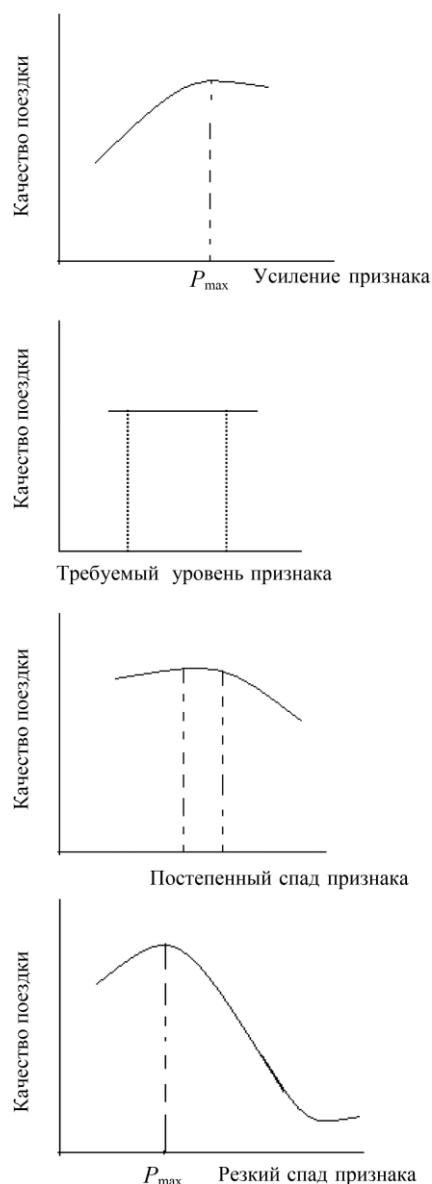 Качество поездки
P max Усиление признака
Качество поездки
Требуемый уровень признака
Качество поездки
Постепенный спад признака
Качество поездки
P max Резкий спад признака